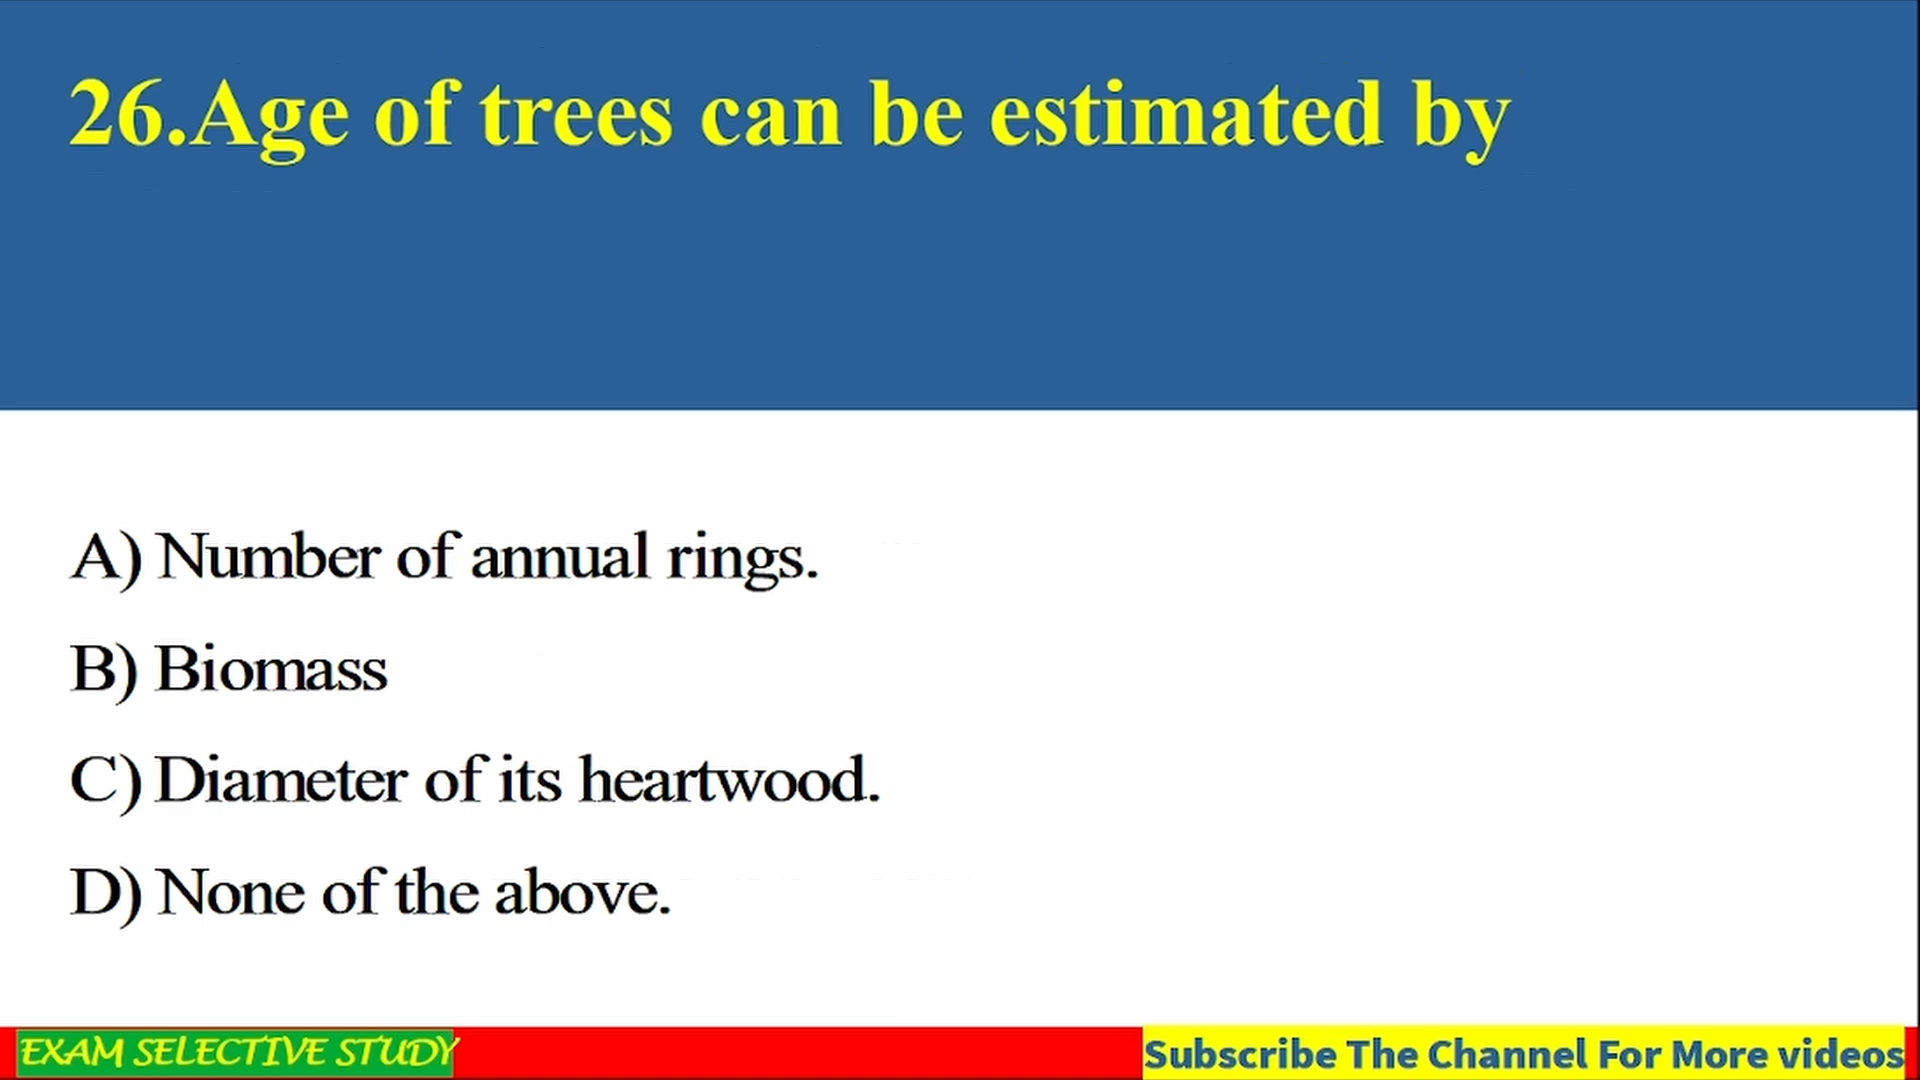 26.Age of trees can be estimated by
A) Number of annual rings.
B) Biomass
C) Diameter of its heartwood.
D) None of the above.
EXAM SELECTIVE STUDY
Subscribe The Channel For More videos